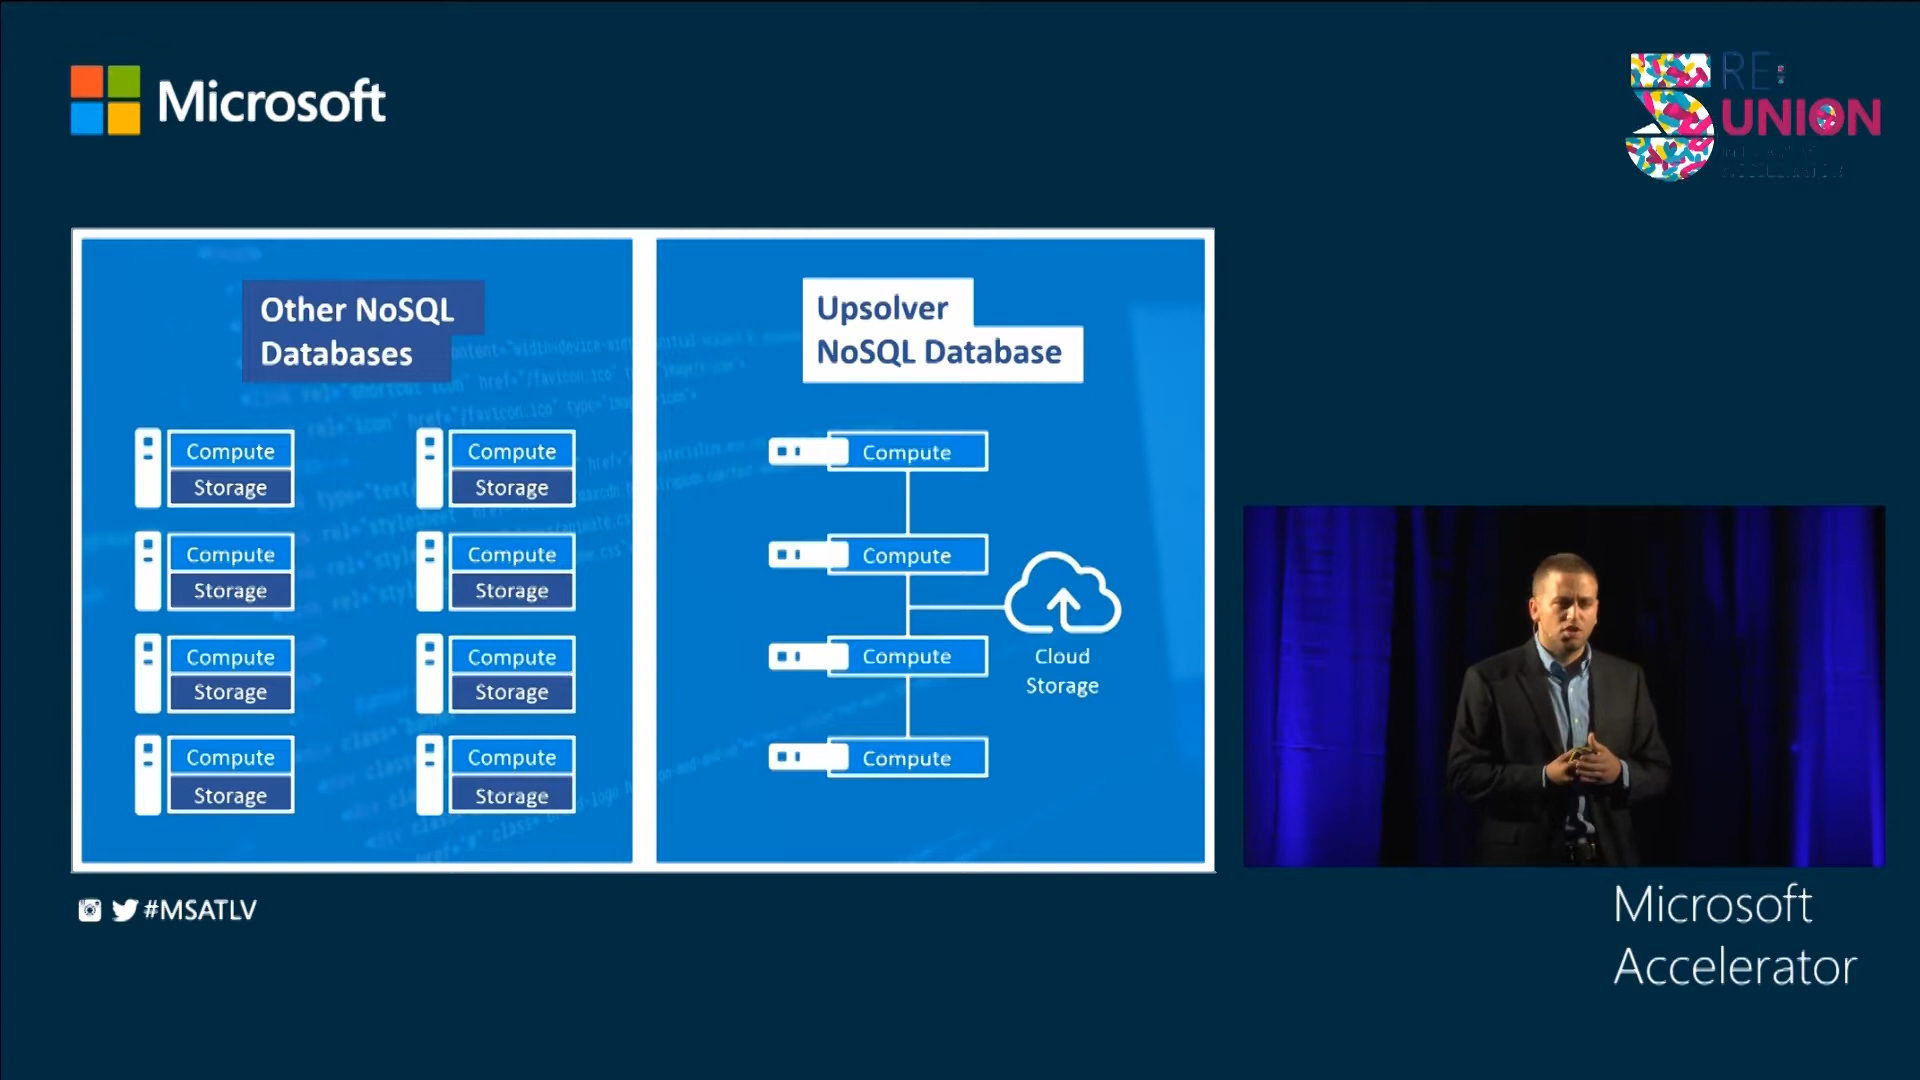 Microsoft
RE:
UNION
Other NoSQL
Databases
Compute
Storage
Compute
Storage
Compute
Storage
Compute
Storage
Compute
Storage
Compute
Storage
Compute
Storage
Compute
Storage
Upsolver
NoSQL Database
Compute
Compute
Compute
Compute
Cloud
Storage
#MSATLV
Microsoft
Accelerator